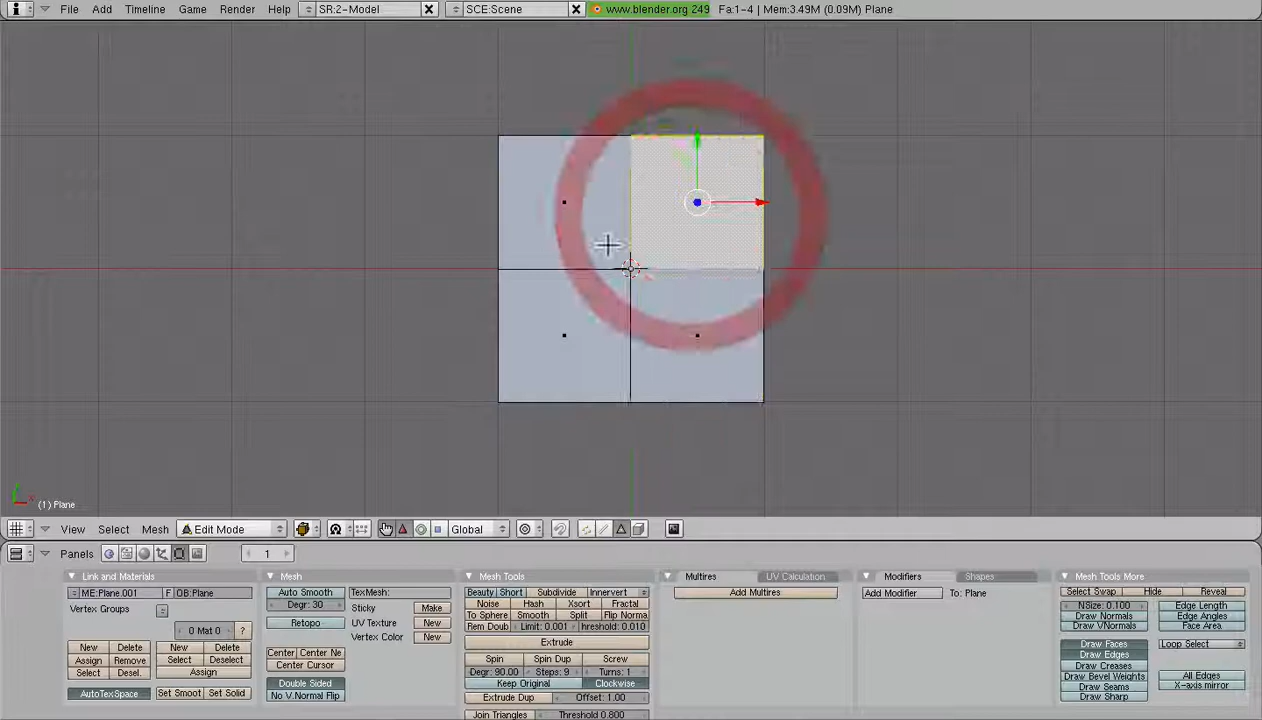 File Add Timeline Game Render Help SR:2-Model SCE:Scene www.blender.org 249 Fa:1-4 | Mem:3.49M (0.09M) Plane
(1) Plane
View Select Mesh Edit Mode Global
Panels 1
Link and Materials
ME:Plane.001 F OB:Plane
Vertex Groups
0 Mat 0 ?
New Delete New Delete
Assign Remove Select Deselect
Select Desel. Assign
AutoTexSpace Set Smoot Set Solid
Mesh
Auto Smooth TexMesh:
Degr: 30 Sticky Make
Retopo UV Texture New
Vertex Color New
Center Center Ne
Center Cursor
Double Sided
No V.Normal Flip
Mesh Tools
Beauty Short Subdivide Innervert
Noise Hash Xsort Fractal
To Sphere Smooth Split Flip Norma
Rem Doub Limit: 0.001 hreshold: 0.010
Extrude
Spin Spin Dup Screw
Degr: 90.00 Steps: 9 Turns: 1
Keep Original Clockwise
Extrude Dup Offset: 1.00
Join Triangles Threshold 0.800
Multires UV Calculation
Add Multires
Modifiers Shapes
Add Modifier To: Plane
Mesh Tools More
Select Swap Hide Reveal
NSize: 0.100 Edge Length
Draw Normals Edge Angles
Draw VNormals Face Area
Draw Faces Loop Select
Draw Edges
Draw Creases
Draw Bevel Weights All Edges
Draw Seams X-axis mirror
Draw Sharp